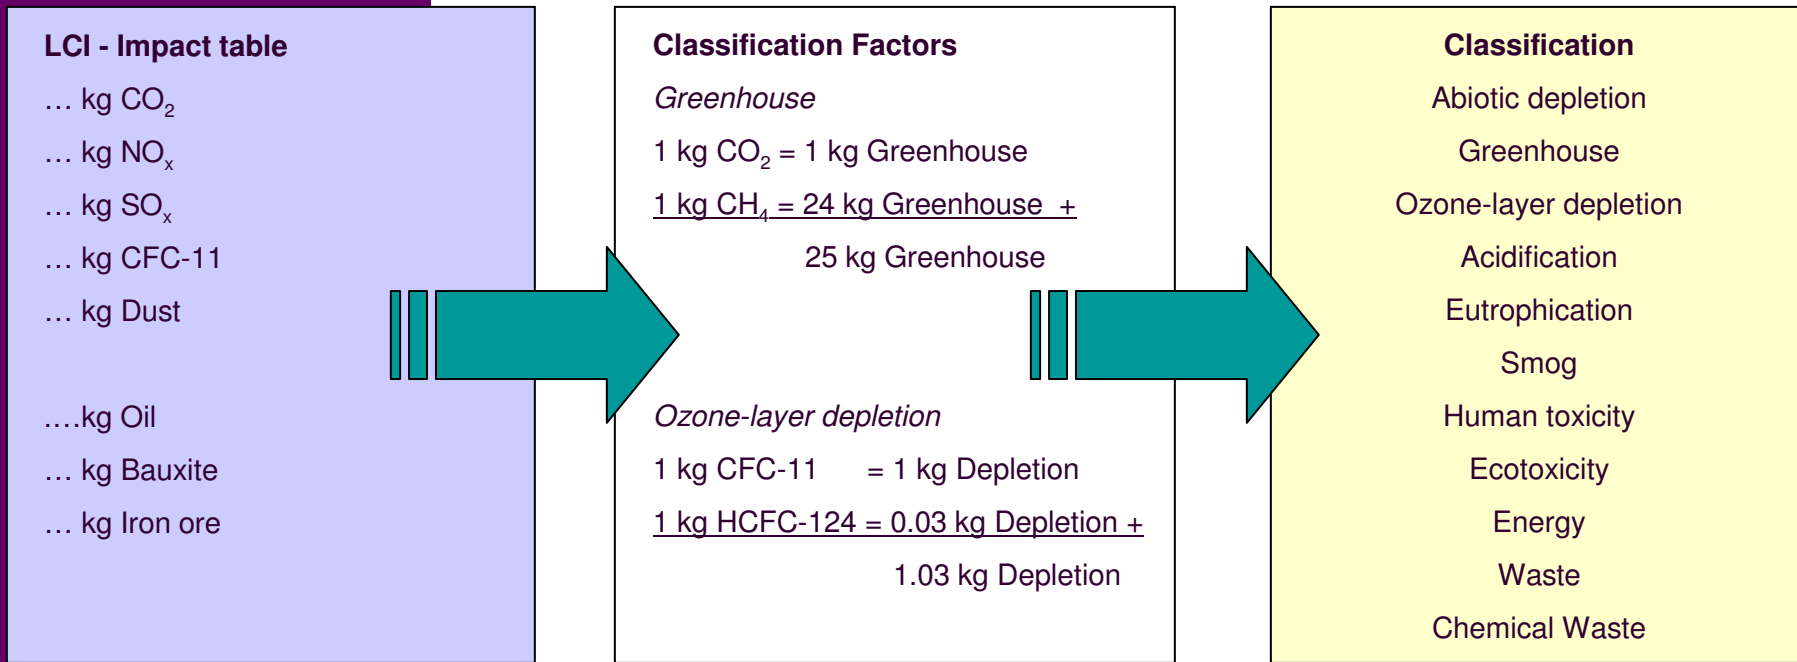 LCI - Impact table
… kg CO₂
… kg NOₓ
… kg SOₓ
… kg CFC-11
… kg Dust
….kg Oil
… kg Bauxite
… kg Iron ore
Classification Factors
Greenhouse
1 kg CO₂ = 1 kg Greenhouse
1 kg CH₄ = 24 kg Greenhouse +
25 kg Greenhouse
Ozone-layer depletion
1 kg CFC-11 = 1 kg Depletion
1 kg HCFC-124 = 0.03 kg Depletion +
1.03 kg Depletion
Classification
Abiotic depletion
Greenhouse
Ozone-layer depletion
Acidification
Eutrophication
Smog
Human toxicity
Ecotoxicity
Energy
Waste
Chemical Waste